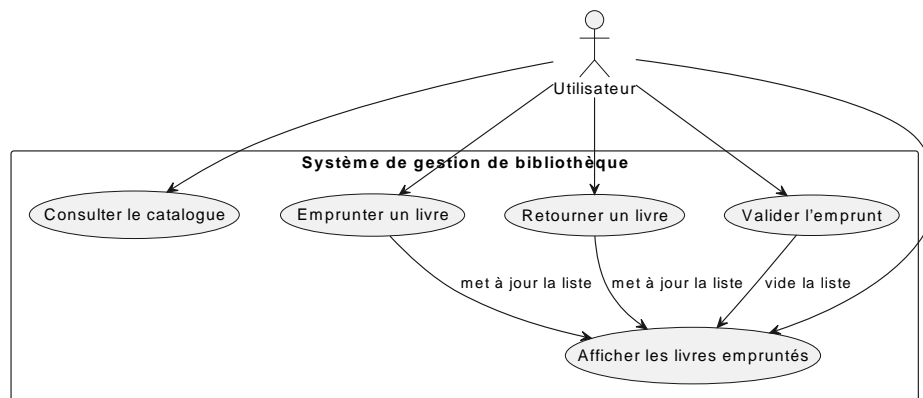 Utilisateur
Système de gestion de bibliothèque
Consulter le catalogue
Emprunter un livre
Retourner un livre
Valider l'emprunt
met à jour la liste
met à jour la liste
vide la liste
Afficher les livres empruntés